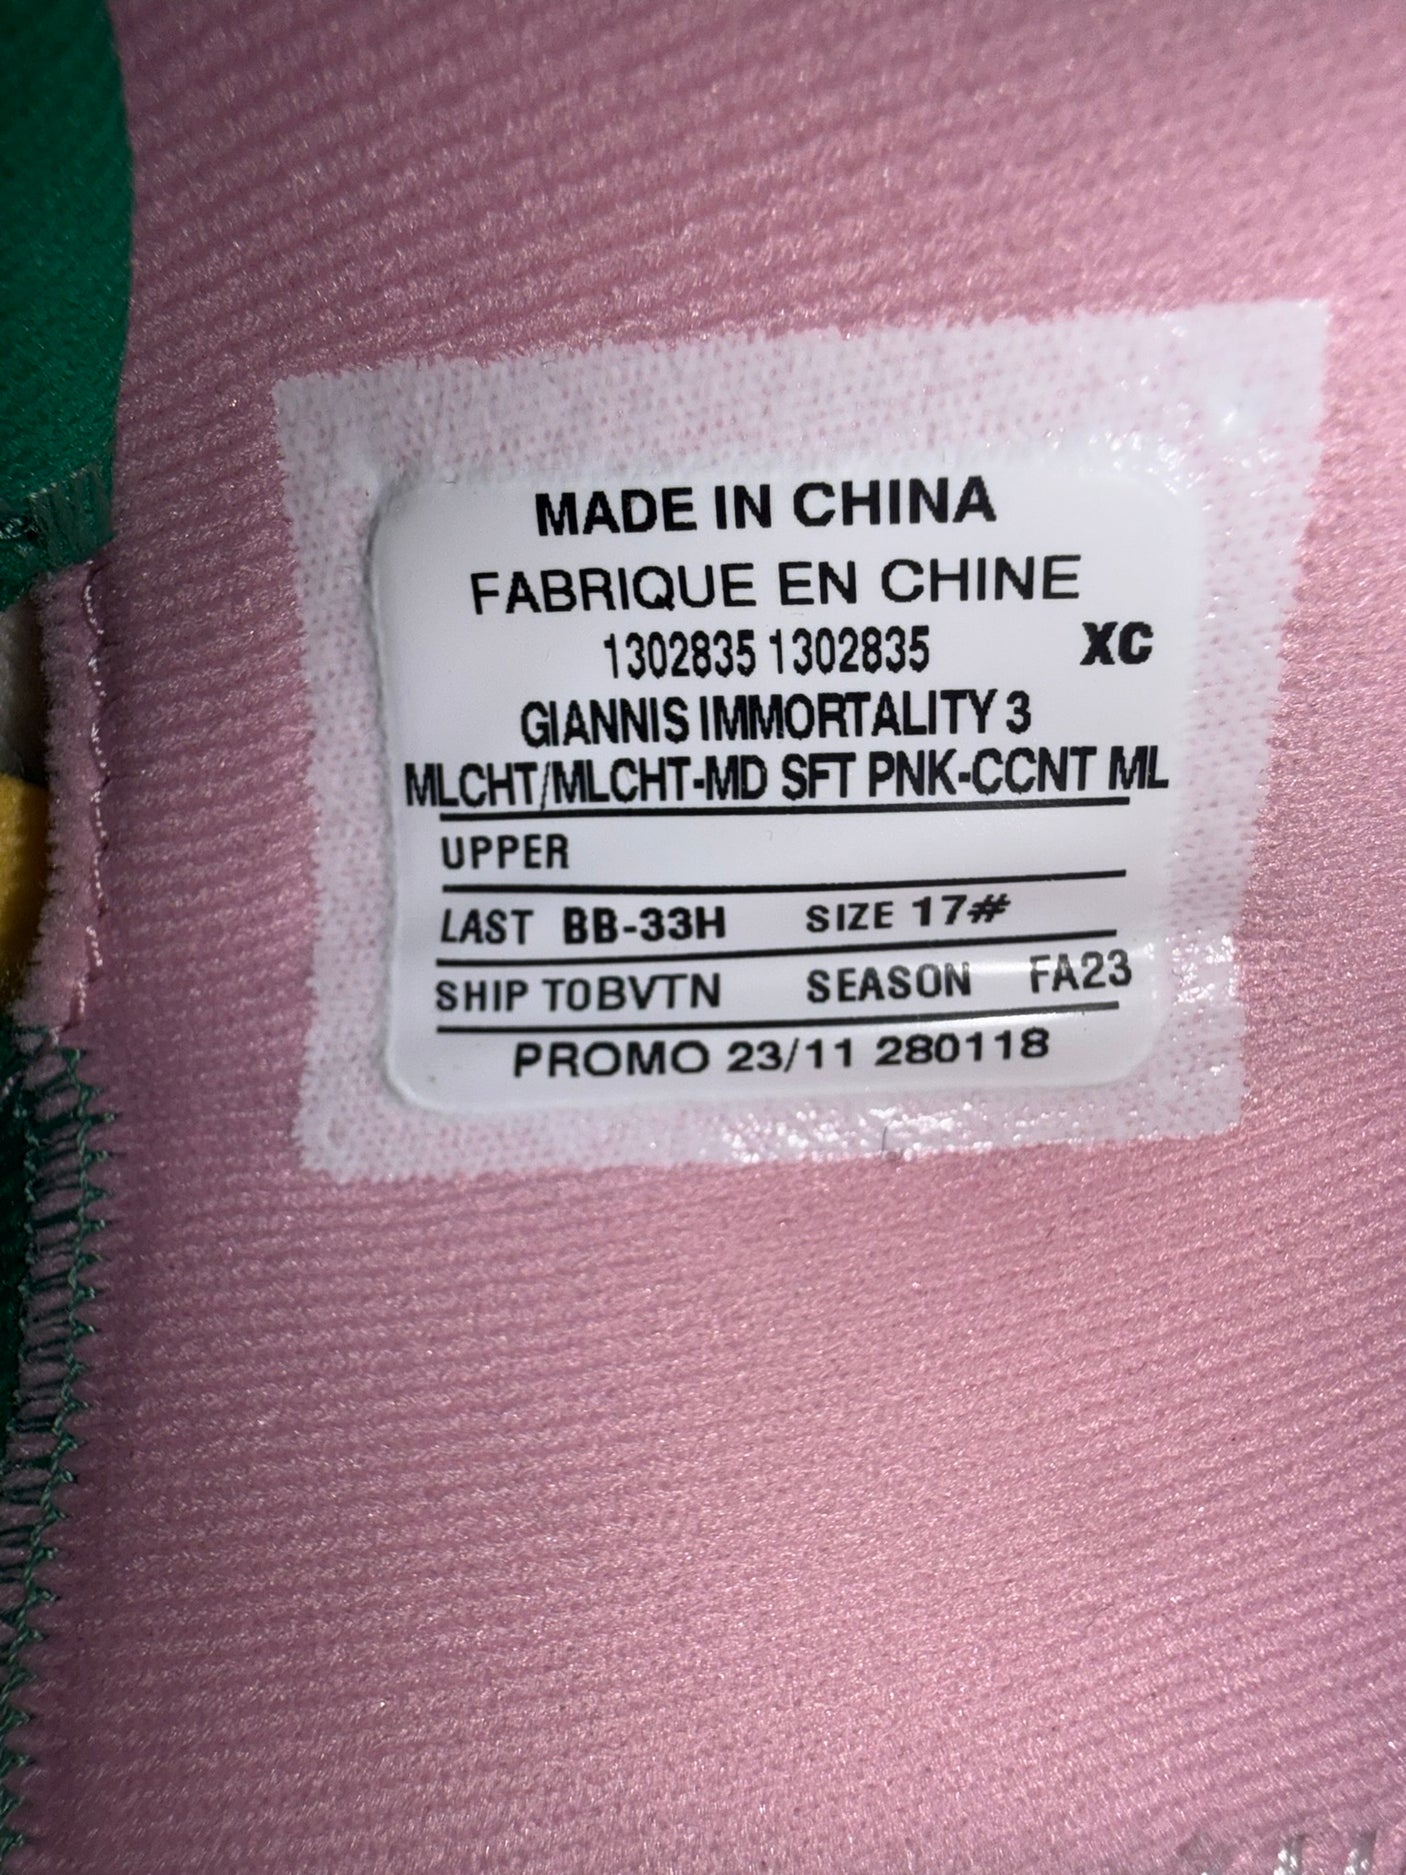 MADE IN CHINA
FABRIQUE EN CHINE
1302835 1302835 XC
GIANNIS IMMORTALITY 3
MLCHT/MLCHT-MD SFT PNK-CCNT ML
UPPER
LAST BB-33H SIZE 17#
SHIP TOBVTN SEASON FA23
PROMO 23/11 280118